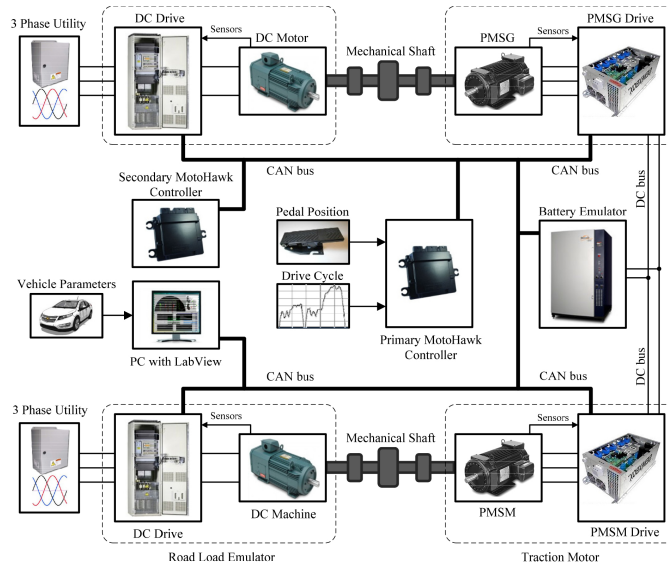 DC Drive
PMSG Drive
3 Phase Utility
Sensors
DC Motor
Mechanical Shaft
PMSG
Sensors
CAN bus
CAN bus
DC bus
Secondary MotoHawk
Controller
Pedal Position
Battery Emulator
Drive Cycle
Vehicle Parameters
Primary MotoHawk
Controller
PC with LabView
DC bus
CAN bus
CAN bus
3 Phase Utility
Sensors
Mechanical Shaft
Sensors
DC Machine
PMSM
DC Drive
PMSM Drive
Road Load Emulator
Traction Motor